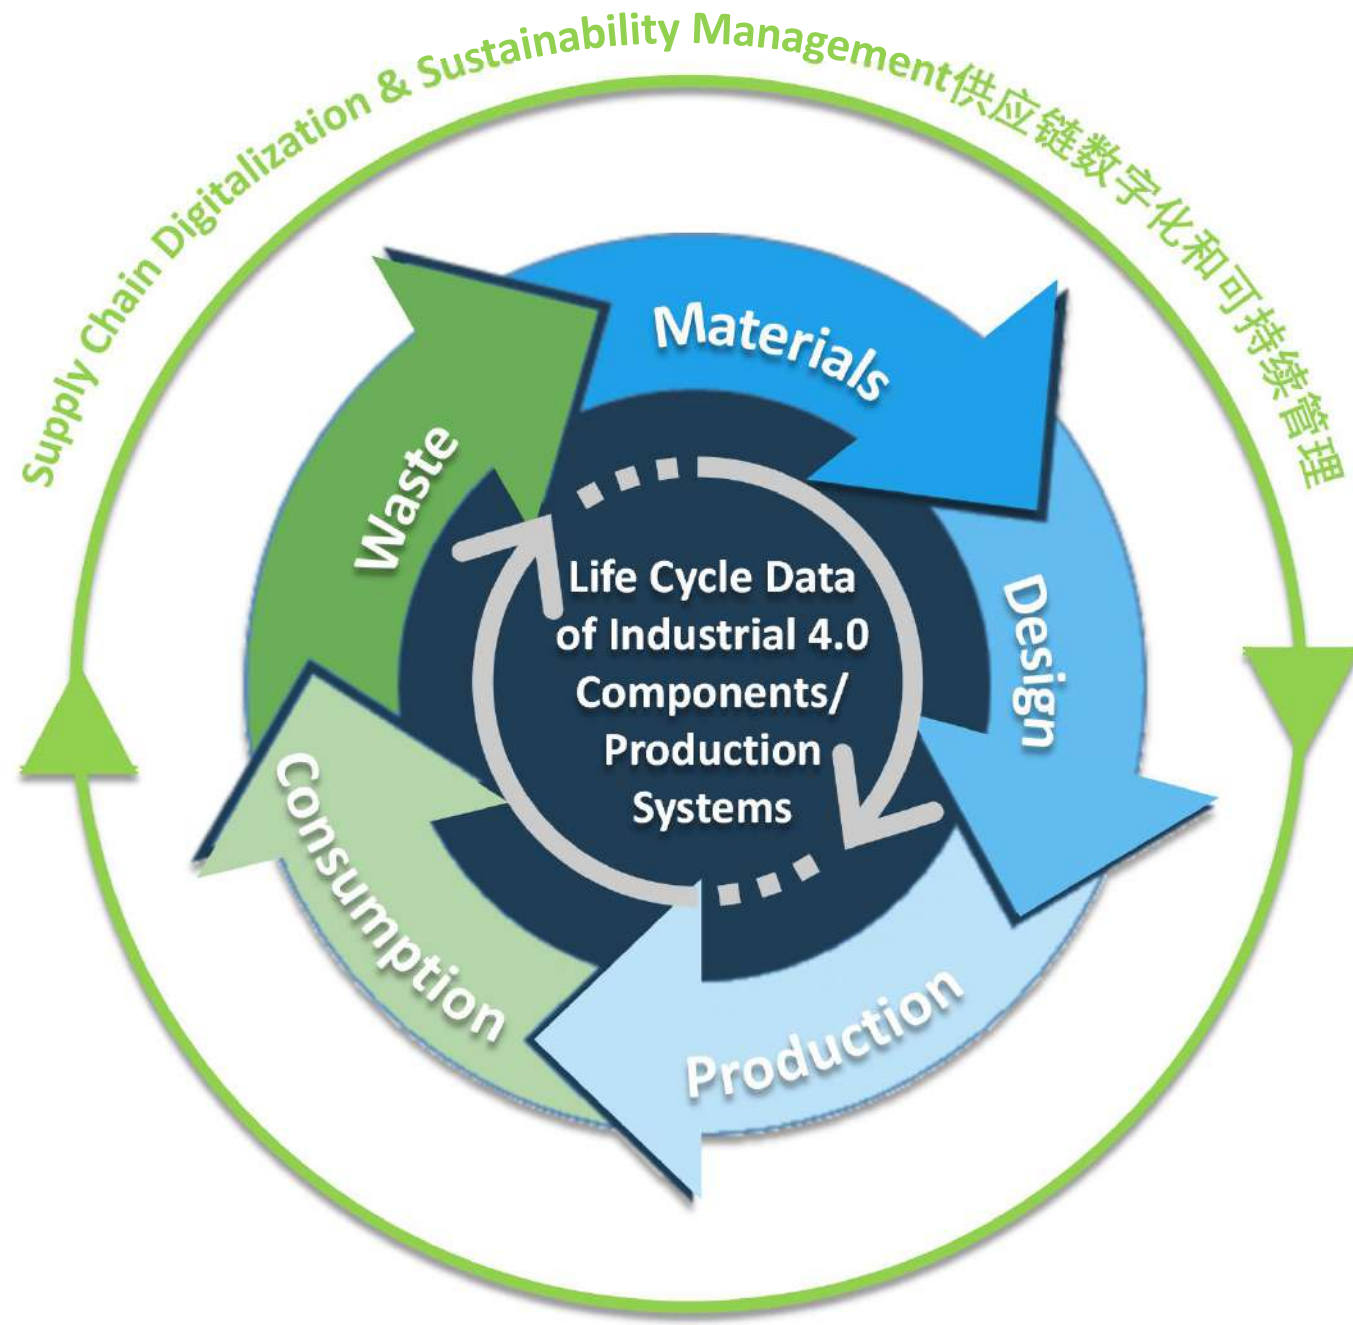 Supply Chain Digitalization & Sustainability Management供应链数字化和可持续管理
Materials
Design
Production
Consumption
Waste
Life Cycle Data
of Industrial 4.0
Components/
Production
Systems